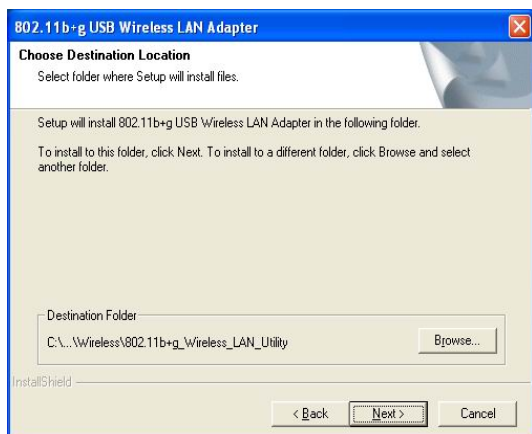 802.11b+g USB Wireless LAN Adapter
Choose Destination Location
Select folder where Setup will install files.
Setup will install 802.11b+g USB Wireless LAN Adapter in the following folder.
To install to this folder, click Next. To install to a different folder, click Browse and select
another folder.
Destination Folder
C:\...\Wireless\802.11b+g_Wireless_LAN_Utility
Browse...
InstallShield
< Back
Next >
Cancel